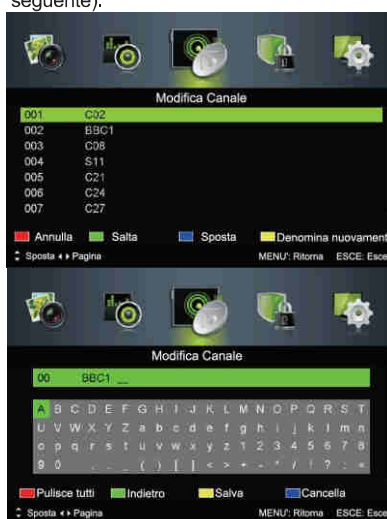 seguente).
Modifica Canale
001 C02
002 BBC1
003 C08
004 S11
005 C21
006 C24
007 C27
Annulla Salta Sposta Denomina nuovament
Sposta Pagina MENU': Ritorna ESCE: Esce
Modifica Canale
00 BBC1 _
A B C D E F G H I J K L M N O P Q R S T
U V W X Y Z a b c d e f g h i j k l m n
o p q r s t u v w x y z 1 2 3 4 5 6 7 8
9 0 _ ( ) [ ] < > + - * / ! ? :
Pulisce tutti Indietro Salva Cancella
Sposta Pagina MENU': Ritorna ESCE: Esce